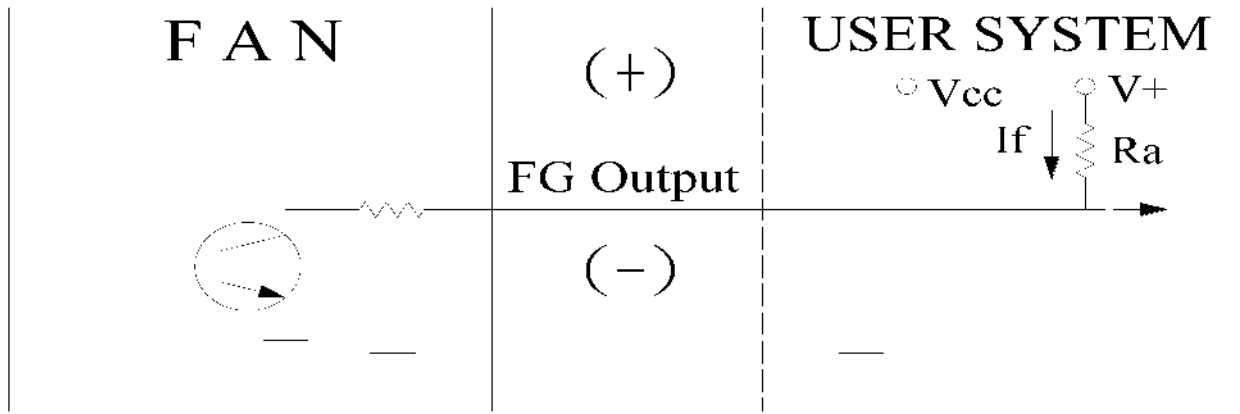 F A N
USER SYSTEM
(+)
Vcc
V+
If
Ra
FG Output
(-)